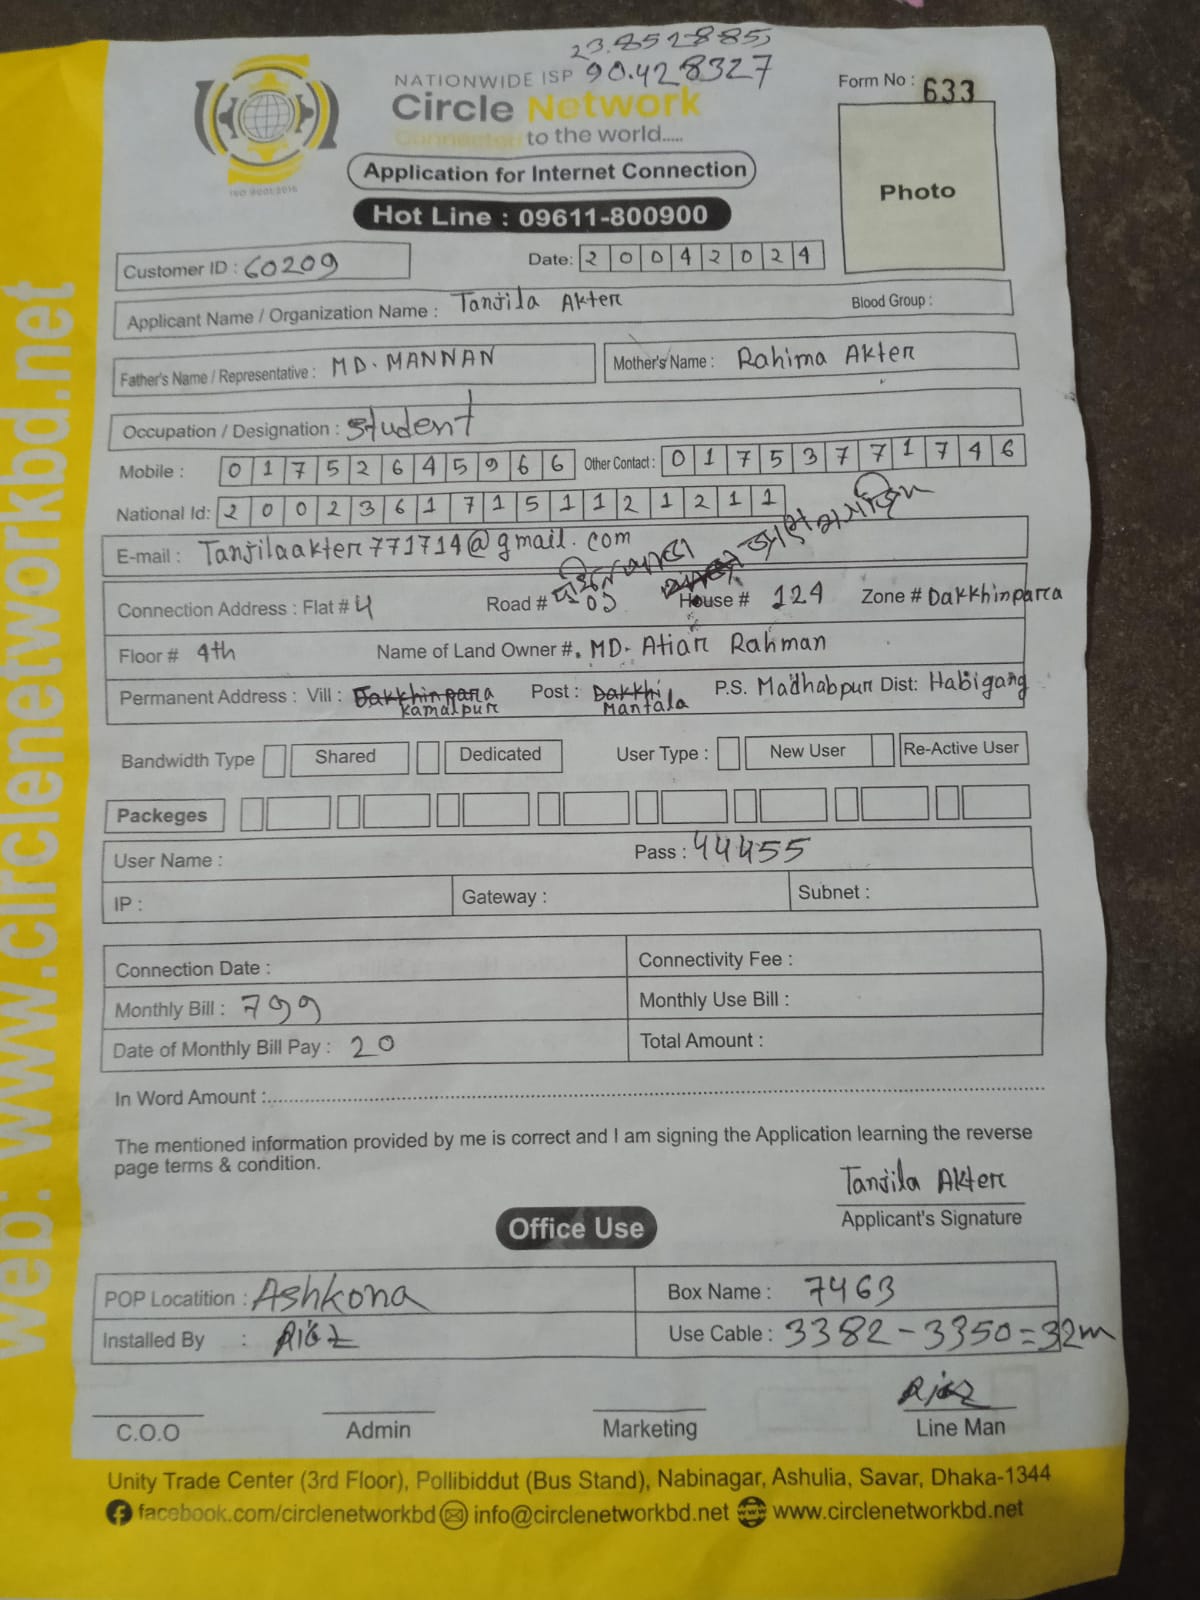 23.852885,
90.428327
NATIONWIDE ISP
Circle Network
Connected to the world.....
ISO 9001:2015
Application for Internet Connection
Hot Line : 09611-800900
Form No : 633
Photo
Customer ID : 60209
Date: 20042024
Applicant Name / Organization Name : Tanjila Akter
Blood Group :
Father's Name / Representative : MD. MANNAN
Mother's Name : Rahima Akter
Occupation / Designation : Student
Mobile : 01752645966 Other Contact : 01753771746
National Id: 20023617151121211
E-mail : Tanjilaakter771714@gmail.com
Connection Address : Flat # 4 Road # 05 House # 124 Zone # Dakkhinpara
Floor # 4th Name of Land Owner #. MD. Atiar Rahman
Permanent Address : Vill : Dakkhinpara Kamalpur Post : Dakkhi Mantala P.S. Madhabpur Dist: Habigang
Bandwidth Type Shared Dedicated User Type : New User Re-Active User
Packeges
User Name : Pass : 44455
IP : Gateway : Subnet :
Connection Date : Connectivity Fee :
Monthly Bill : 799 Monthly Use Bill :
Date of Monthly Bill Pay : 20 Total Amount :
In Word Amount :
The mentioned information provided by me is correct and I am signing the Application learning the reverse
page terms & condition.
Tanjila Akter
Applicant's Signature
Office Use
POP Locatition : Ashkona Box Name : 7463
Installed By : Riaz Use Cable : 3382 - 3350 = 32m
Riaz
C.O.O Admin Marketing Line Man
Unity Trade Center (3rd Floor), Pollibiddut (Bus Stand), Nabinagar, Ashulia, Savar, Dhaka-1344
facebook.com/circlenetworkbd info@circlenetworkbd.net www.circlenetworkbd.net
web: www.circlenetworkbd.net